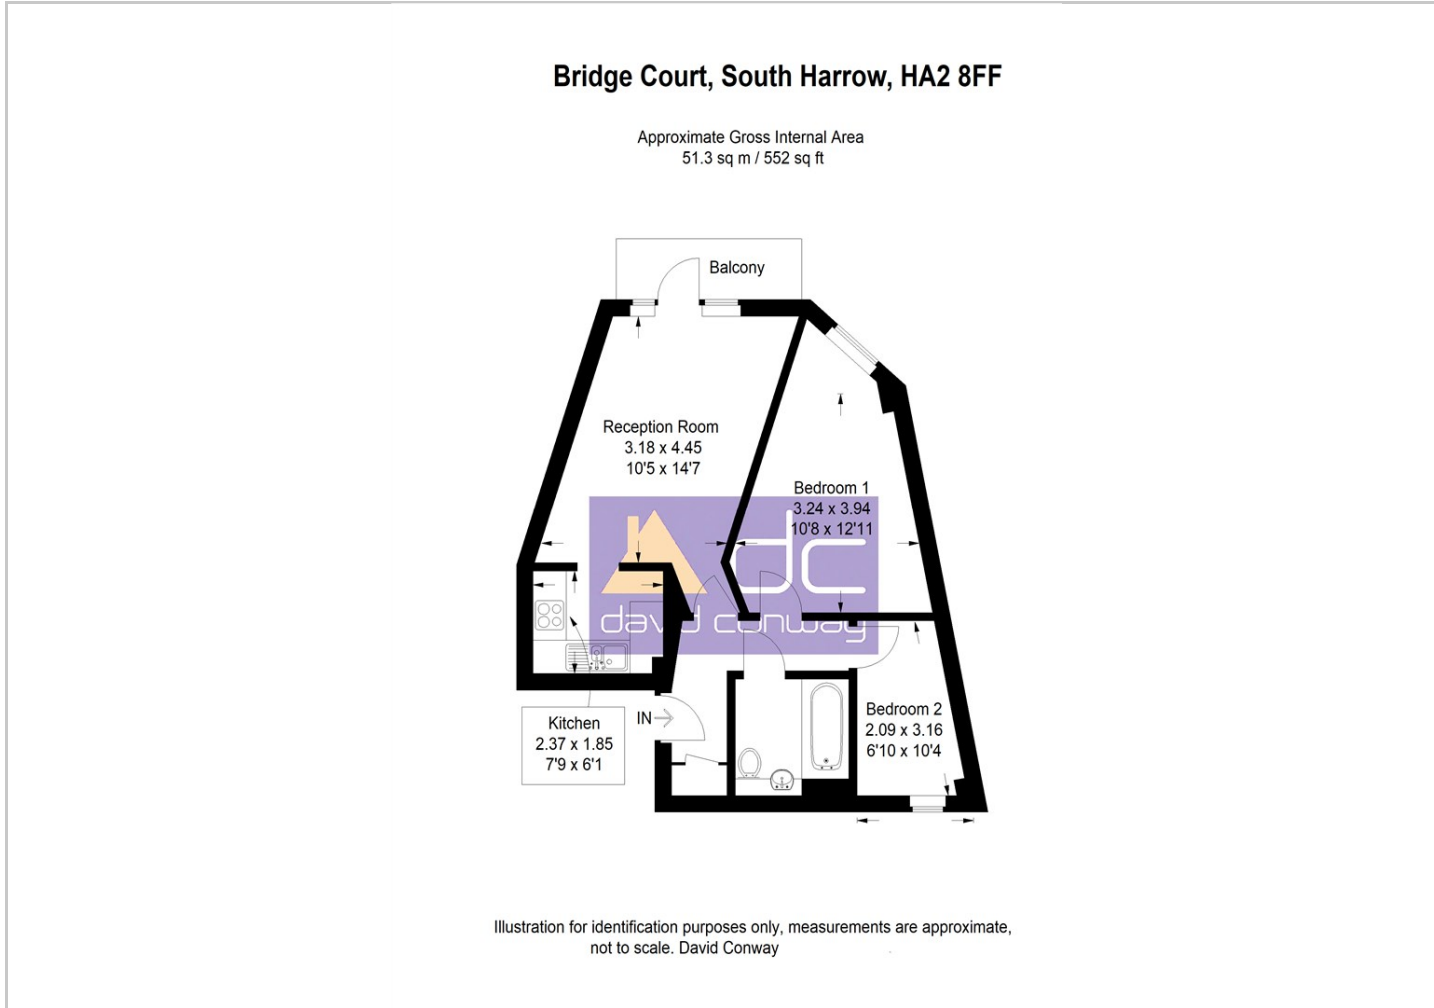 Bridge Court, South Harrow, HA2 8FF
Approximate Gross Internal Area
51.3 sq m / 552 sq ft
Balcony
Reception Room
3.18 x 4.45
10'5 x 14'7
Bedroom 1
3.24 x 3.94
10'8 x 12'11
dc
david conway
Bedroom 2
2.09 x 3.16
6'10 x 10'4
IN
Kitchen
2.37 x 1.85
7'9 x 6'1
Illustration for identification purposes only, measurements are approximate,
not to scale. David Conway